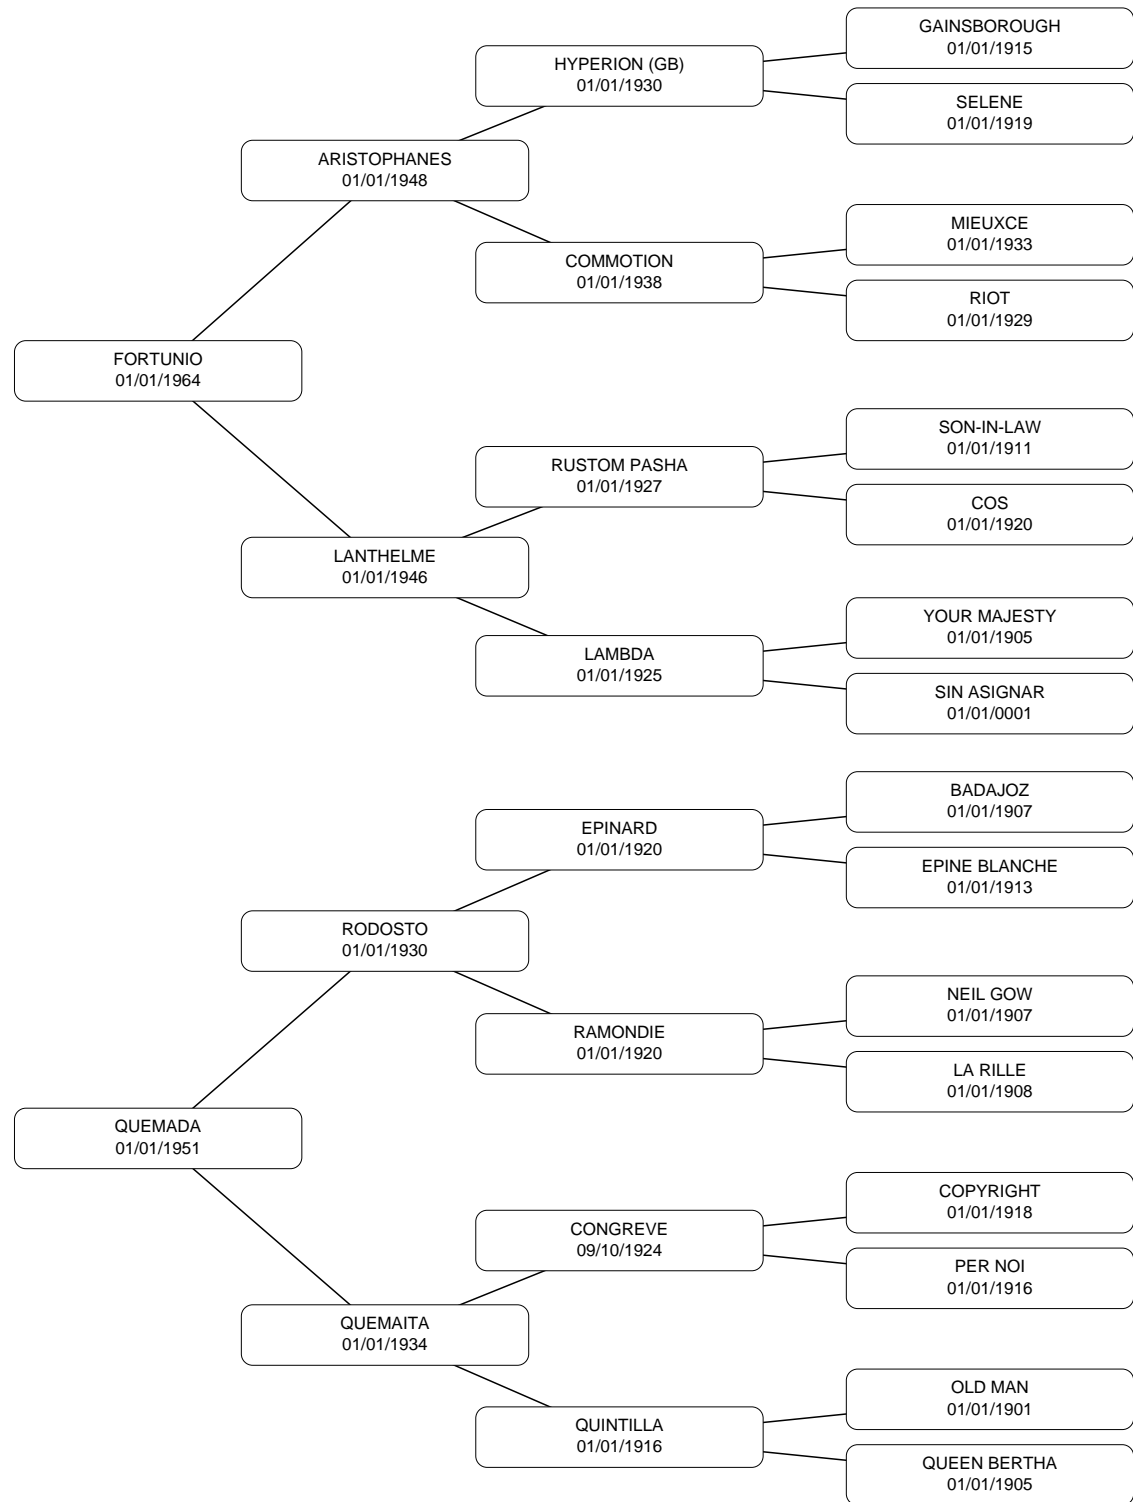 GAINSBOROUGH
01/01/1915
HYPERION (GB)
01/01/1930
SELENE
01/01/1919
ARISTOPHANES
01/01/1948
MIEUXCE
01/01/1933
COMMOTION
01/01/1938
RIOT
01/01/1929
FORTUNIO
01/01/1964
SON-IN-LAW
01/01/1911
RUSTOM PASHA
01/01/1927
COS
01/01/1920
LANTHELME
01/01/1946
YOUR MAJESTY
01/01/1905
LAMBDA
01/01/1925
SIN ASIGNAR
01/01/0001
BADAJOZ
01/01/1907
EPINARD
01/01/1920
EPINE BLANCHE
01/01/1913
RODOSTO
01/01/1930
NEIL GOW
01/01/1907
RAMONDIE
01/01/1920
LA RILLE
01/01/1908
QUEMADA
01/01/1951
COPYRIGHT
01/01/1918
CONGREVE
09/10/1924
PER NOI
01/01/1916
QUEMAITA
01/01/1934
OLD MAN
01/01/1901
QUINTILLA
01/01/1916
QUEEN BERTHA
01/01/1905